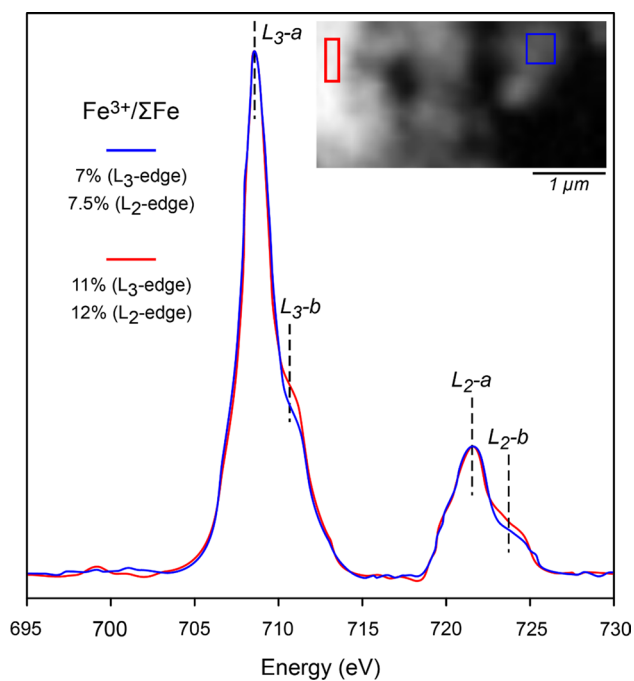 L₃-a
Fe³⁺/ΣFe
7% (L₃-edge)
7.5% (L₂-edge)
11% (L₃-edge)
12% (L₂-edge)
1 µm
L₃-b
L₂-a
L₂-b
695 700 705 710 715 720 725 730
Energy (eV)